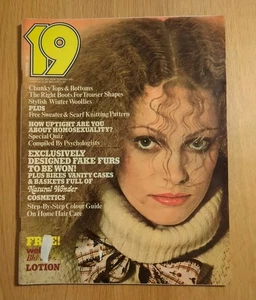 19
Chunky Tops & Bottoms
The Right Boots For Trouser Shapes
Stylish Winter Woollies
PLUS
Free Sweater & Scarf Knitting Pattern
HOW UPTIGHT ARE YOU
ABOUT HOMOSEXUALITY?
Special Quiz
Compiled By Psychologists
EXCLUSIVELY
DESIGNED FAKE FURS
TO BE WON!
PLUS BIKES VANITY CASES
& BASKETS FULL OF
Natural Wonder
COSMETICS
Step-By-Step Colour Guide
On Home Hair Care
FREE!
LOTION